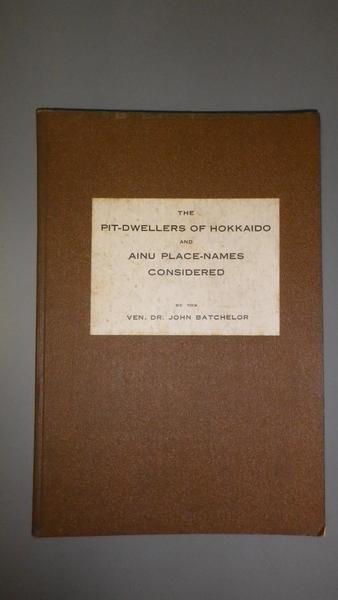 THE
PIT-DWELLERS OF HOKKAIDO
AND
AINU PLACE-NAMES
CONSIDERED
BY THE
VEN. DR. JOHN BATCHELOR